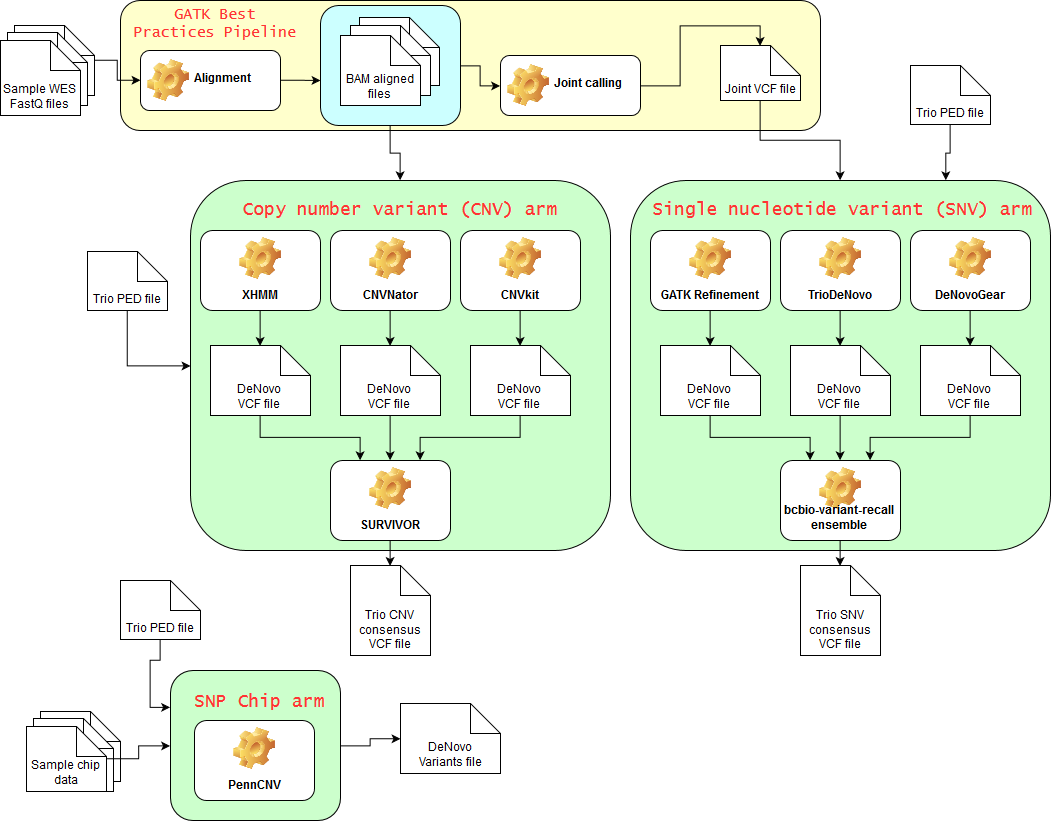 GATK Best
Practices Pipeline
Sample WES
FastQ files
Alignment
BAM aligned
files
Joint calling
Joint VCF file
Trio PED file
Copy number variant (CNV) arm
XHMM
CNVNator
CNVkit
Trio PED file
DeNovo
VCF file
DeNovo
VCF file
DeNovo
VCF file
SURVIVOR
Trio CNV
consensus
VCF file
Single nucleotide variant (SNV) arm
GATK Refinement
TrioDeNovo
DeNovoGear
DeNovo
VCF file
DeNovo
VCF file
DeNovo
VCF file
bcbio-variant-recall
ensemble
Trio SNV
consensus
VCF file
Trio PED file
SNP Chip arm
Sample chip
data
PennCNV
DeNovo
Variants file